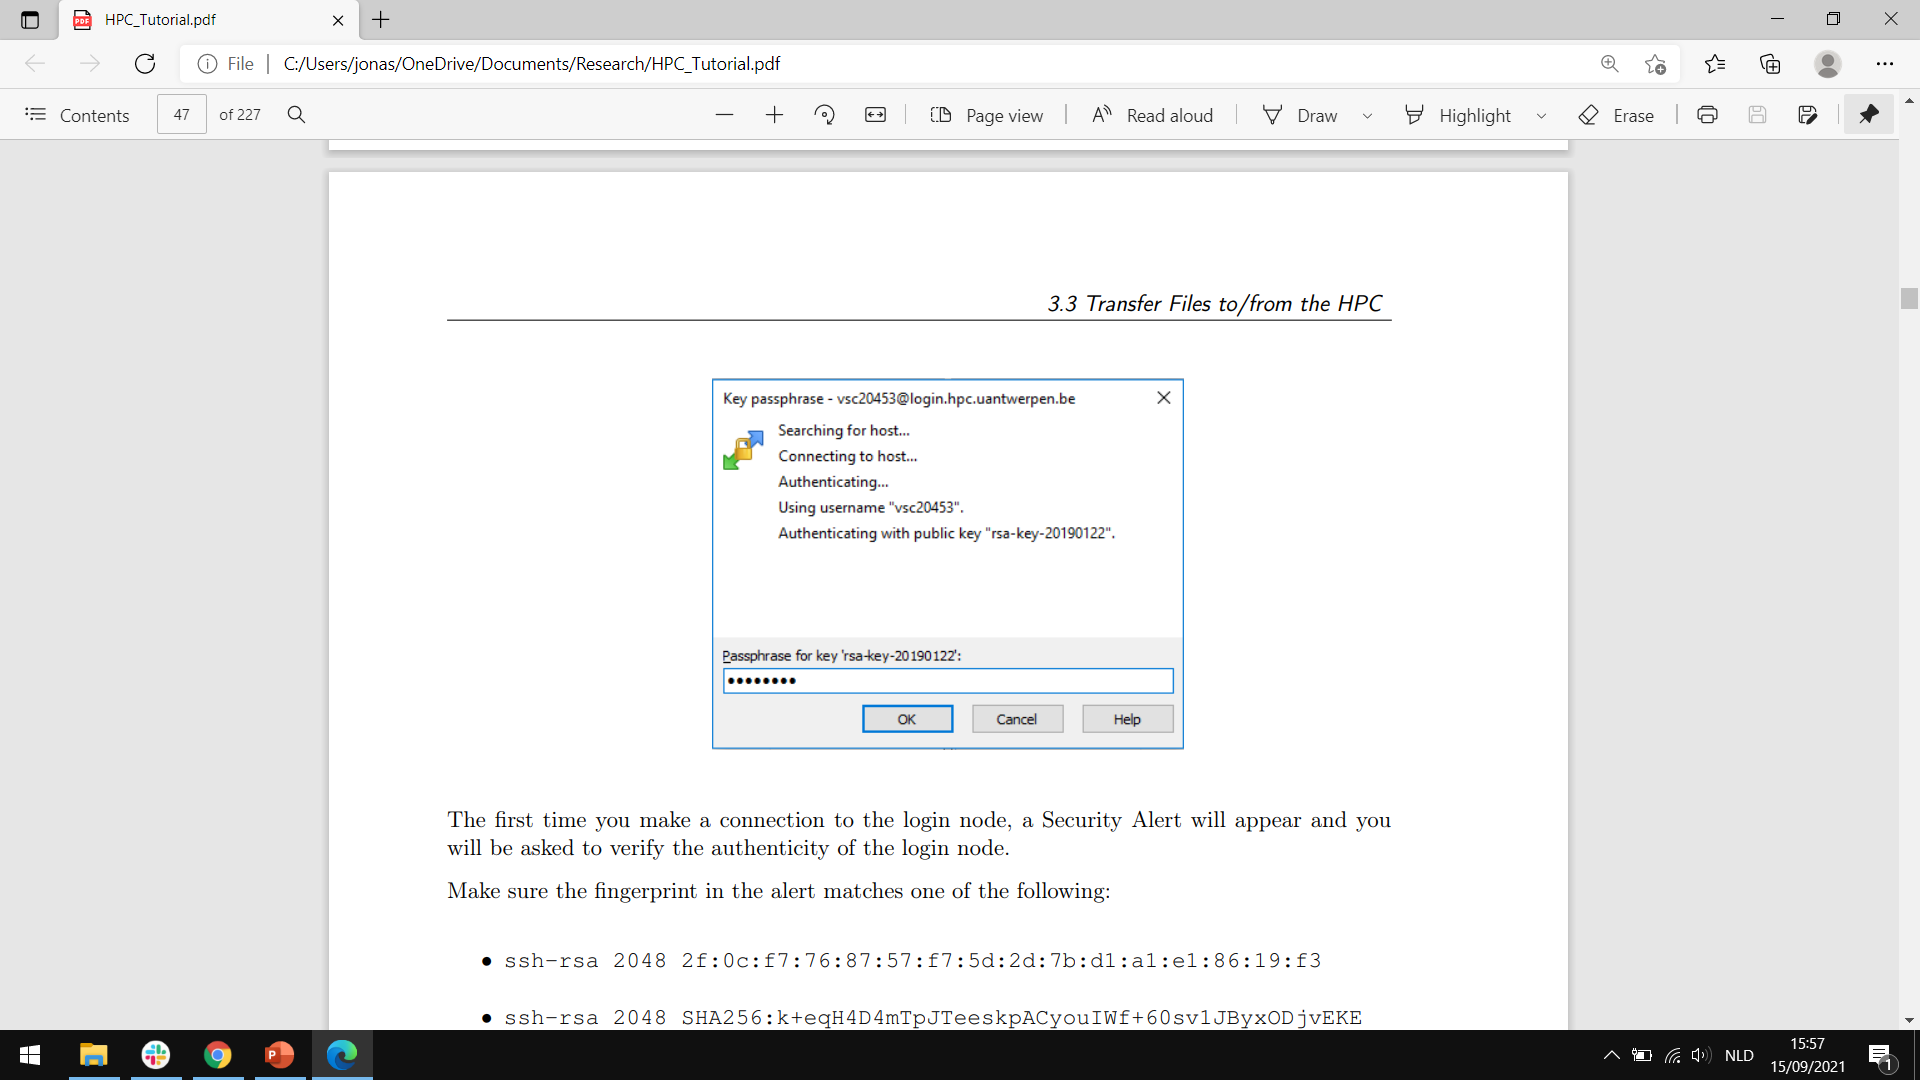 HPC_Tutorial.pdf
File
C:/Users/jonas/OneDrive/Documents/Research/HPC_Tutorial.pdf
Contents
47
of 227
Page view
Read aloud
Draw
Highlight
Erase
3.3 Transfer Files to/from the HPC
Key passphrase - vsc20453@login.hpc.uantwerpen.be
Searching for host...
Connecting to host...
Authenticating...
Using username "vsc20453".
Authenticating with public key "rsa-key-20190122".
Passphrase for key 'rsa-key-20190122':
••••••••
OK
Cancel
Help
The first time you make a connection to the login node, a Security Alert will appear and you
will be asked to verify the authenticity of the login node.
Make sure the fingerprint in the alert matches one of the following:
• ssh-rsa 2048 2f:0c:f7:76:87:57:f7:5d:2d:7b:d1:a1:e1:86:19:f3
• ssh-rsa 2048 SHA256:k+eqH4D4mTpJTeeskpACyouIWf+60sv1JByxODjvEKE
NLD
15:57
15/09/2021
1